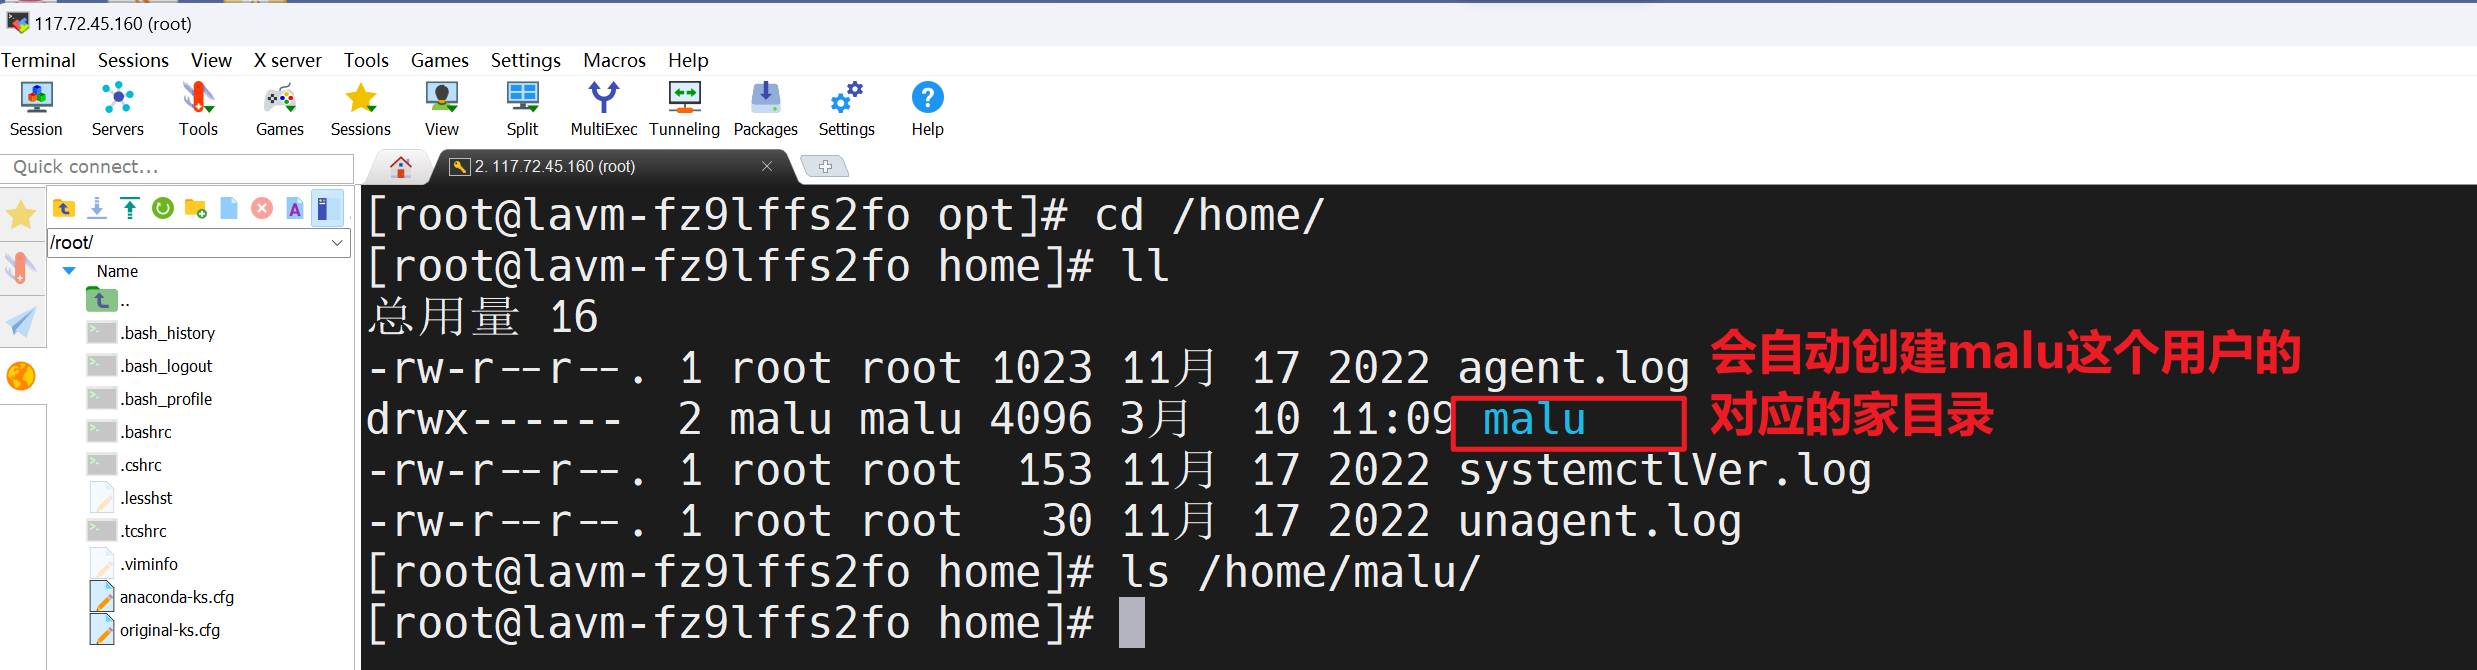 117.72.45.160 (root)
Terminal Sessions View X server Tools Games Settings Macros Help
Session Servers Tools Games Sessions View Split MultiExec Tunneling Packages Settings Help
Quick connect...
2. 117.72.45.160 (root)
/root/
Name
..
.bash_history
.bash_logout
.bash_profile
.bashrc
.cshrc
.lesshst
.tcshrc
.viminfo
anaconda-ks.cfg
original-ks.cfg
[root@lavm-fz9lffs2fo opt]# cd /home/
[root@lavm-fz9lffs2fo home]# ll
总用量 16
-rw-r--r--. 1 root root 1023 11月 17 2022 agent.log
drwx------ 2 malu malu 4096 3月 10 11:09 malu
-rw-r--r--. 1 root root 153 11月 17 2022 systemctlVer.log
-rw-r--r--. 1 root root 30 11月 17 2022 unagent.log
[root@lavm-fz9lffs2fo home]# ls /home/malu/
[root@lavm-fz9lffs2fo home]#
会自动创建malu这个用户的
对应的家目录